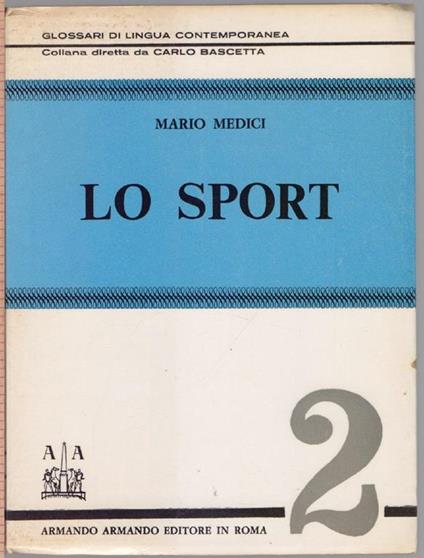 GLOSSARI DI LINGUA CONTEMPORANEA
Collana diretta da CARLO BASCETTA
MARIO MEDICI
LO SPORT
2
A A
ARMANDO ARMANDO EDITORE IN ROMA